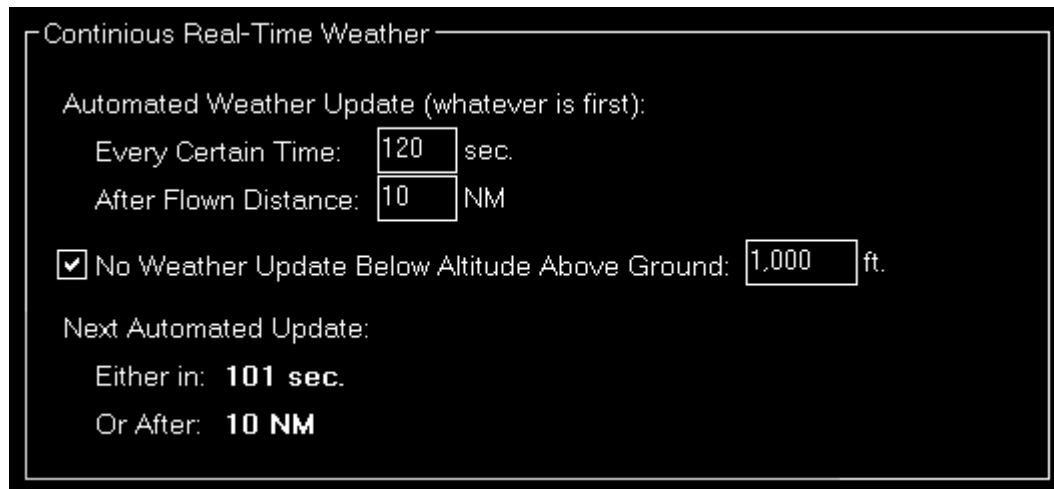 Continious Real-Time Weather
Automated Weather Update (whatever is first):
Every Certain Time: 120 sec.
After Flown Distance: 10 NM
No Weather Update Below Altitude Above Ground: 1,000 ft.
Next Automated Update:
Either in: 101 sec.
Or After: 10 NM